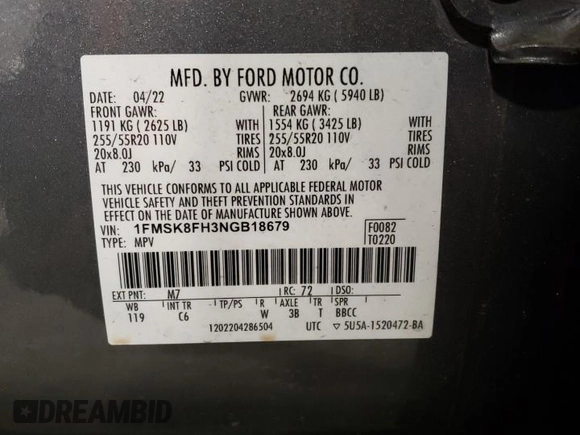 MFD. BY FORD MOTOR CO.
DATE: 04/22 GVWR: 2694 KG ( 5940 LB)
FRONT GAWR: REAR GAWR:
1191 KG ( 2625 LB) WITH 1554 KG ( 3425 LB) WITH
255/55R20 110V TIRES 255/55R20 110V TIRES
20x8.0J RIMS 20x8.0J RIMS
AT 230 kPa/ 33 PSI COLD AT 230 kPa/ 33 PSI COLD
THIS VEHICLE CONFORMS TO ALL APPLICABLE FEDERAL MOTOR
VEHICLE SAFETY AND THEFT PREVENTION STANDARDS IN
EFFECT ON THE DATE OF MANUFACTURE SHOWN ABOVE.
VIN: 1FMSK8FH3NGB18679 F0082
TYPE: MPV T0220
EXT PNT: M7 RC: 72 DSO:
WB INT TR TP/PS R AXLE TR SPR
119 C6 W 3B T BBCC
1202204286504 UTC ▽ 5U5A-1520472-BA
DREAMBID